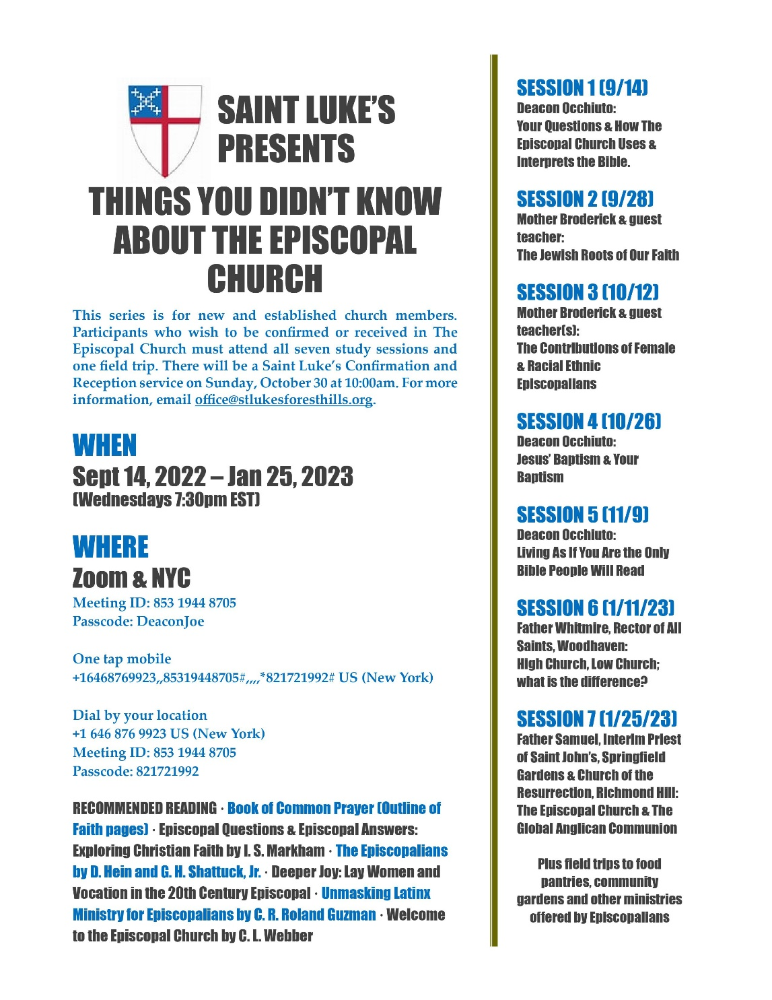 SAINT LUKE’S
PRESENTS
THINGS YOU DIDN’T KNOW
ABOUT THE EPISCOPAL
CHURCH
This series is for new and established church members.
Participants who wish to be confirmed or received in The
Episcopal Church must attend all seven study sessions and
one field trip. There will be a Saint Luke’s Confirmation and
Reception service on Sunday, October 30 at 10:00am. For more
information, email office@stlukesforesthills.org.
WHEN
Sept 14, 2022 – Jan 25, 2023
(Wednesdays 7:30pm EST)
WHERE
Zoom & NYC
Meeting ID: 853 1944 8705
Passcode: DeaconJoe
One tap mobile
+16468769923,,85319448705#,,,,*821721992# US (New York)
Dial by your location
+1 646 876 9923 US (New York)
Meeting ID: 853 1944 8705
Passcode: 821721992
RECOMMENDED READING · Book of Common Prayer (Outline of
Faith pages) · Episcopal Questions & Episcopal Answers:
Exploring Christian Faith by I. S. Markham · The Episcopalians
by D. Hein and G. H. Shattuck, Jr. · Deeper Joy: Lay Women and
Vocation in the 20th Century Episcopal · Unmasking Latinx
Ministry for Episcopalians by C. R. Roland Guzman · Welcome
to the Episcopal Church by C. L. Webber
SESSION 1 (9/14)
Deacon Occhiuto:
Your Questions & How The
Episcopal Church Uses &
Interprets the Bible.
SESSION 2 (9/28)
Mother Broderick & guest
teacher:
The Jewish Roots of Our Faith
SESSION 3 (10/12)
Mother Broderick & guest
teacher(s):
The Contributions of Female
& Racial Ethnic
Episcopalians
SESSION 4 (10/26)
Deacon Occhiuto:
Jesus’ Baptism & Your
Baptism
SESSION 5 (11/9)
Deacon Occhiuto:
Living As If You Are the Only
Bible People Will Read
SESSION 6 (1/11/23)
Father Whitmire, Rector of All
Saints, Woodhaven:
High Church, Low Church;
what is the difference?
SESSION 7 (1/25/23)
Father Samuel, Interim Priest
of Saint John’s, Springfield
Gardens & Church of the
Resurrection, Richmond Hill:
The Episcopal Church & The
Global Anglican Communion
Plus field trips to food
pantries, community
gardens and other ministries
offered by Episcopalians